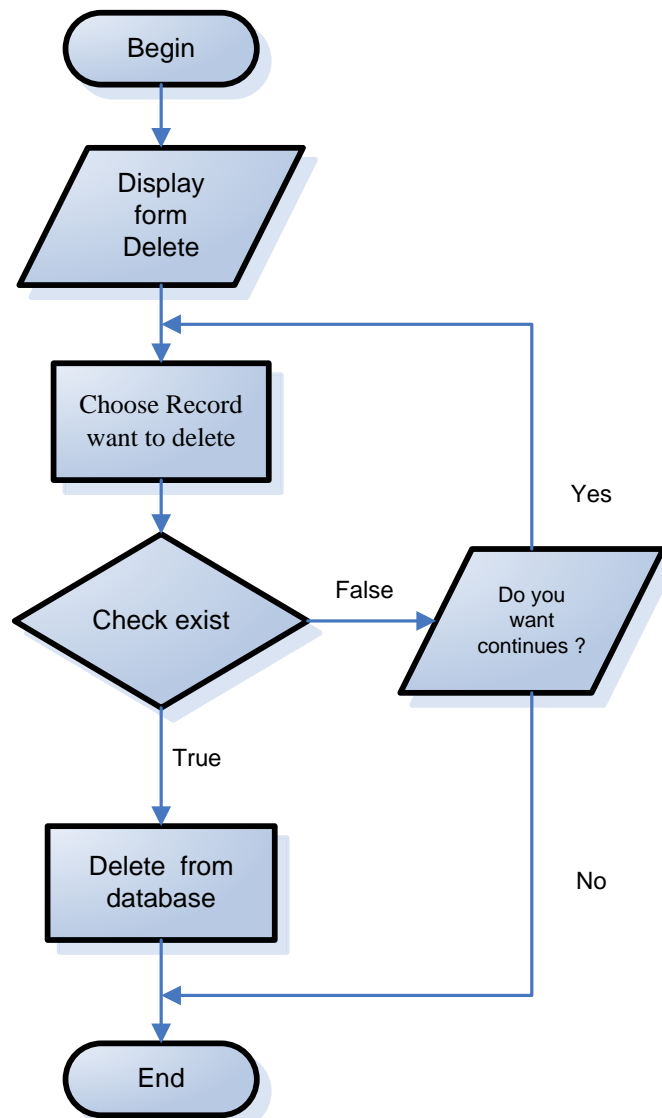 Begin
Display
form
Delete
Choose Record
want to delete
Yes
Check exist
False
Do you
want
continues ?
True
Delete from
database
No
End